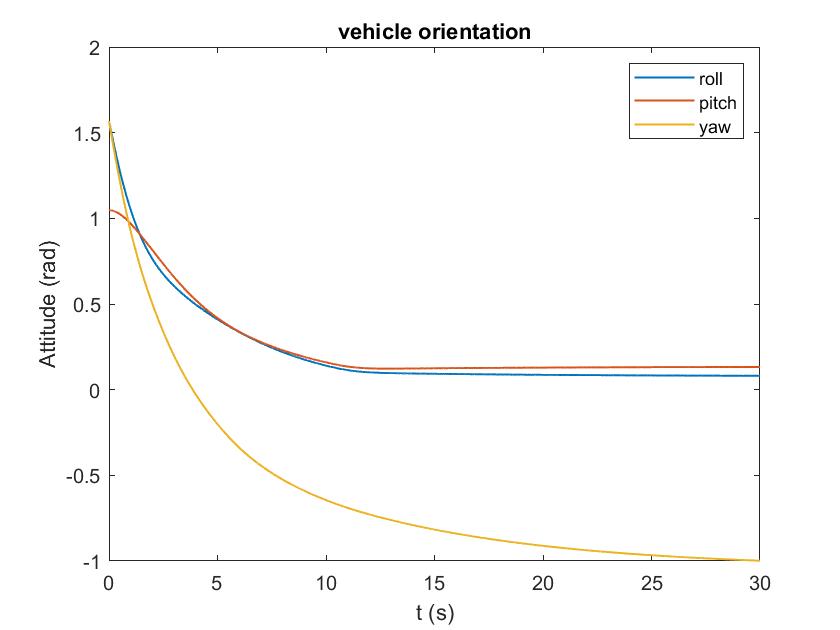 vehicle orientation
2
1.5
1
0.5
0
-0.5
-1
Attitude (rad)
roll
pitch
yaw
0 5 10 15 20 25 30
t (s)